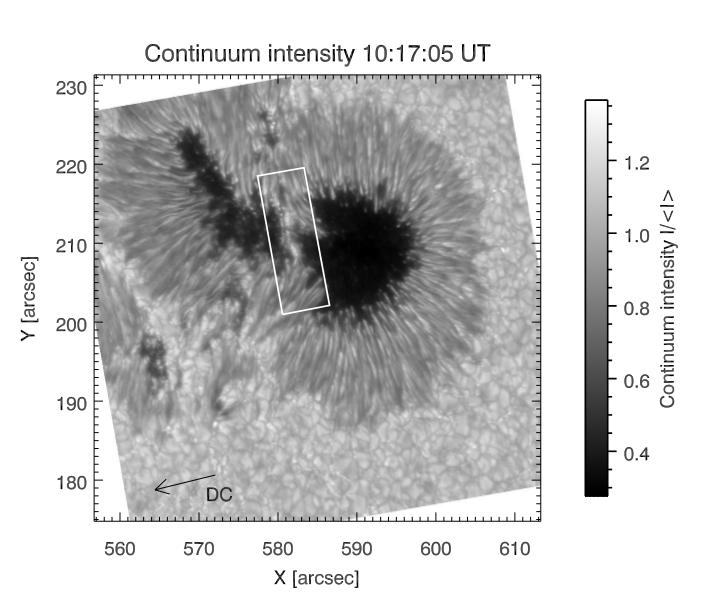 Continuum intensity 10:17:05 UT
230
220
210
200
190
180
Y [arcsec]
DC
560 570 580 590 600 610
X [arcsec]
1.2
1.0
0.8
0.6
0.4
Continuum intensity I/<I>